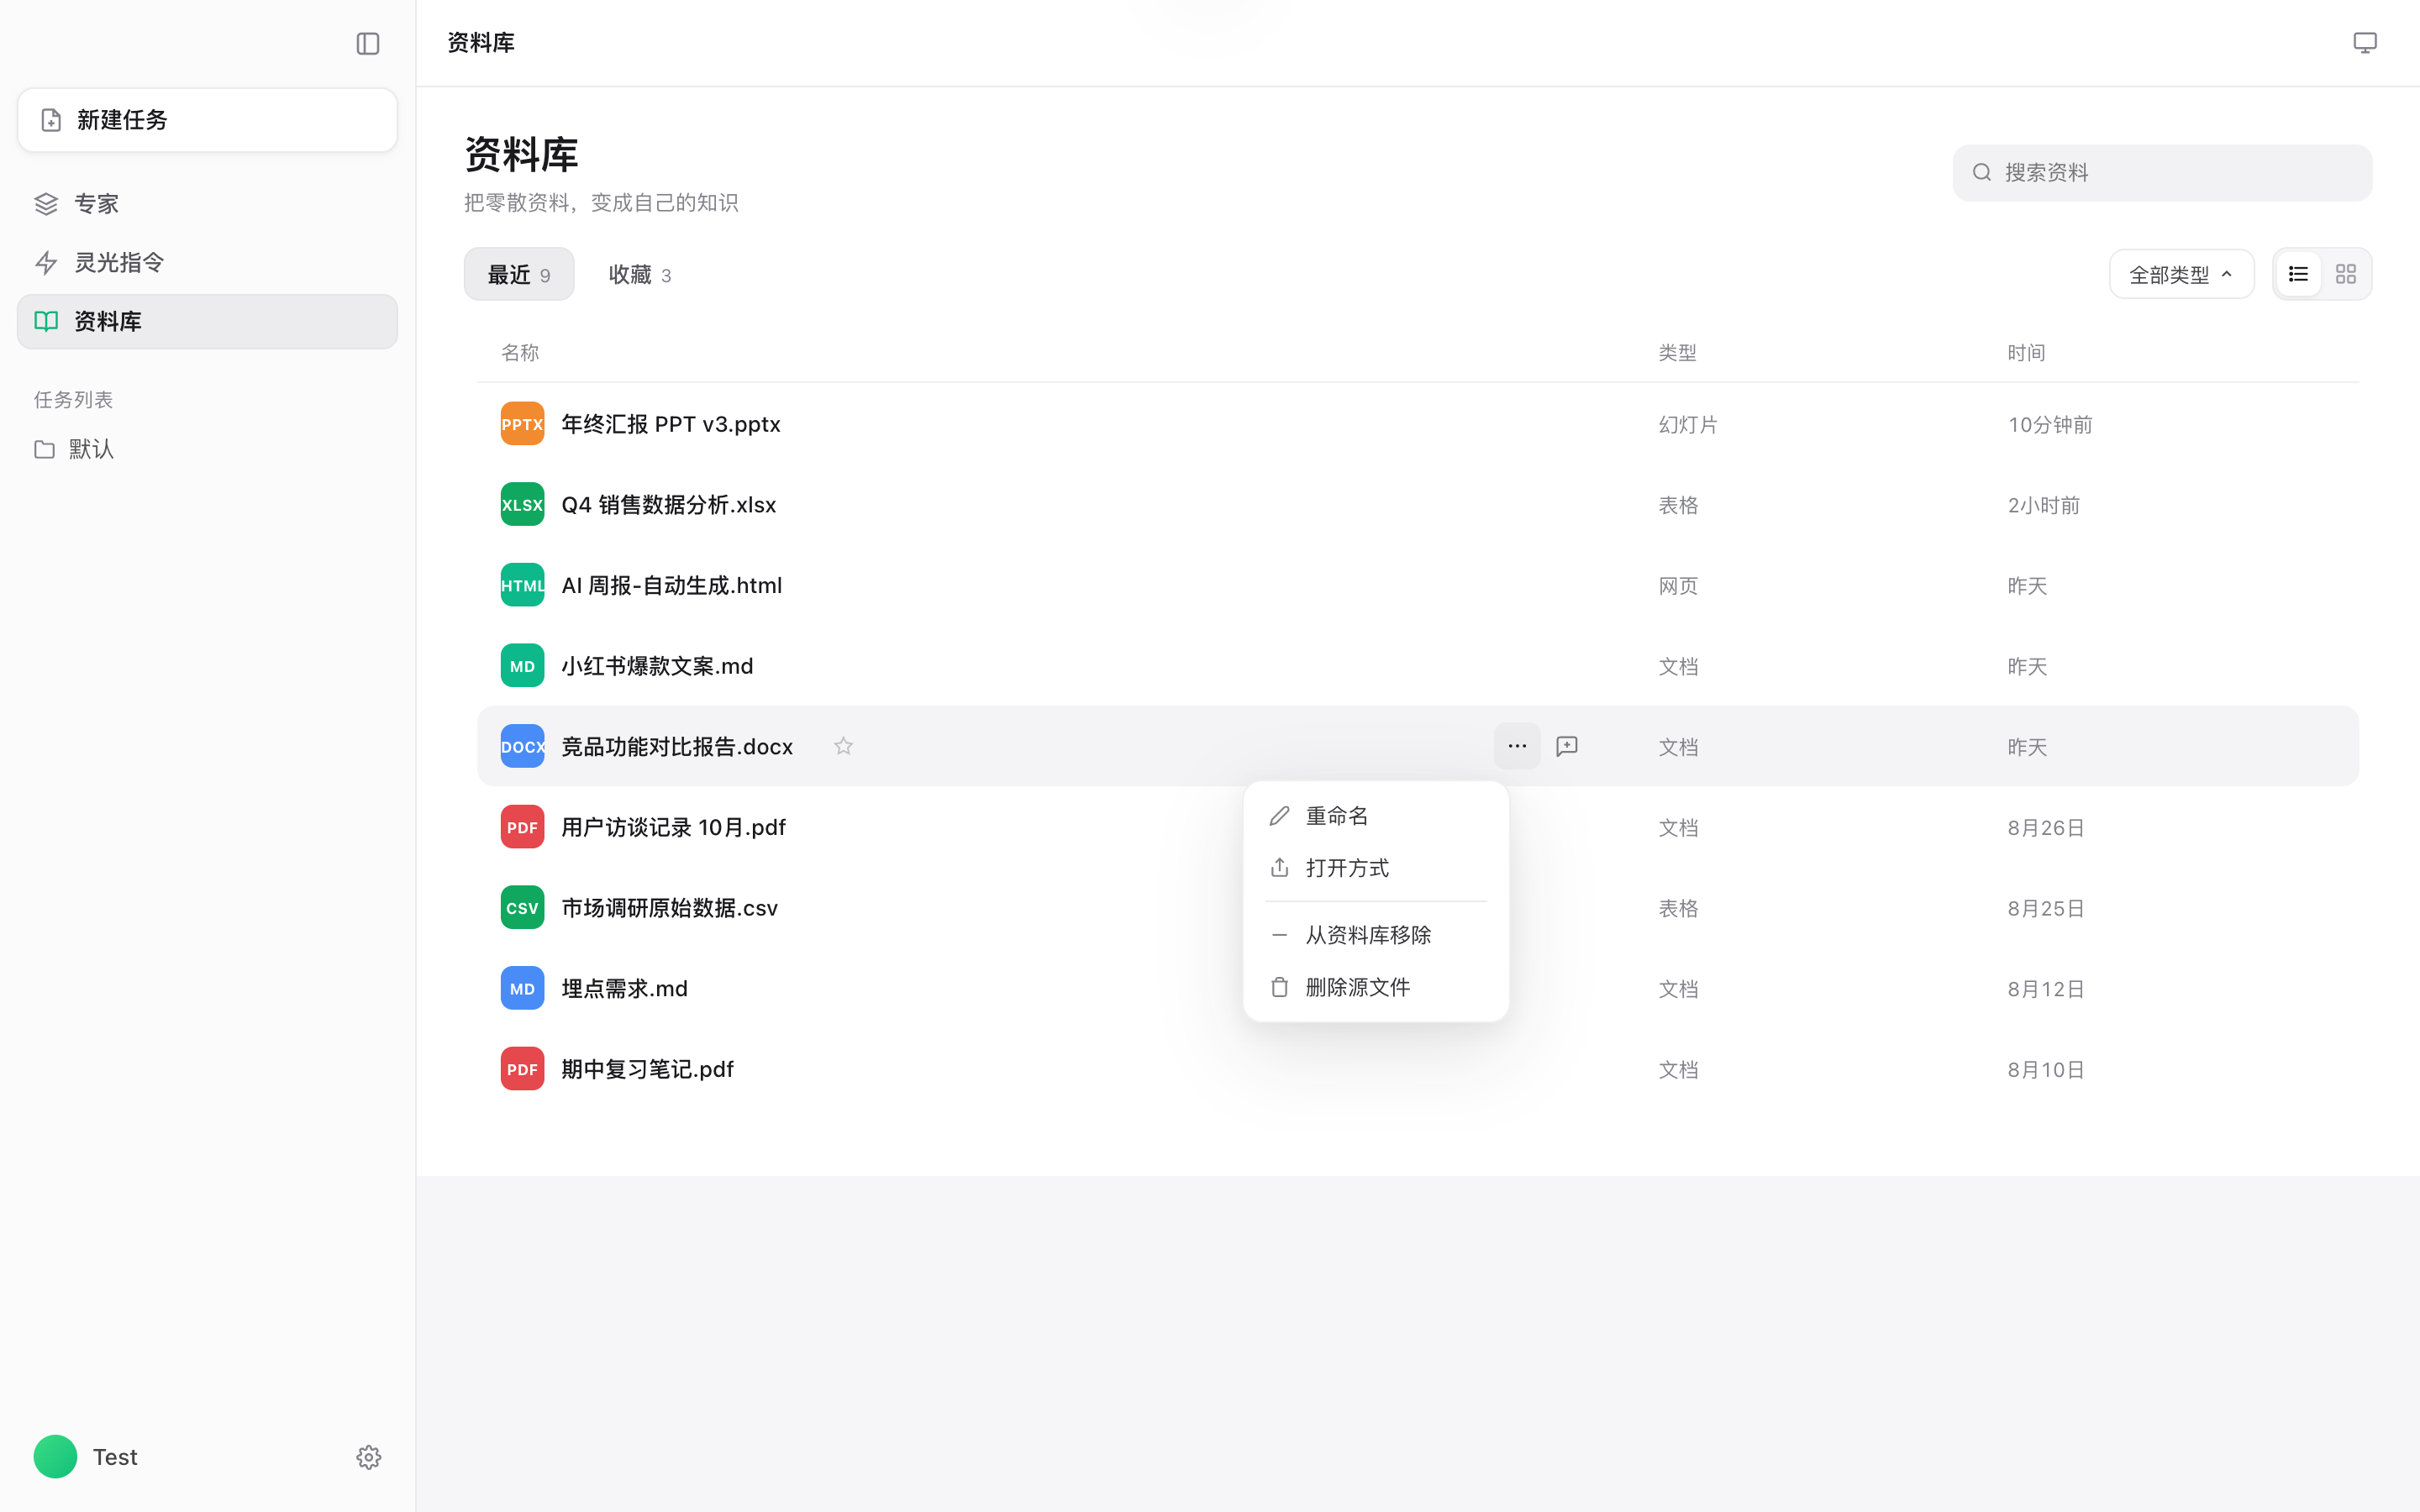 资料库
新建任务
专家
灵光指令
资料库
任务列表
默认
Test
资料库
把零散资料，变成自己的知识
搜索资料
最近 9 收藏 3
全部类型
名称 类型 时间
PPTX 年终汇报 PPT v3.pptx 幻灯片 10分钟前
XLSX Q4 销售数据分析.xlsx 表格 2小时前
HTML AI 周报-自动生成.html 网页 昨天
MD 小红书爆款文案.md 文档 昨天
DOCX 竞品功能对比报告.docx 文档 昨天
PDF 用户访谈记录 10月.pdf 文档 8月26日
CSV 市场调研原始数据.csv 表格 8月25日
MD 埋点需求.md 文档 8月12日
PDF 期中复习笔记.pdf 文档 8月10日
重命名
打开方式
从资料库移除
删除源文件